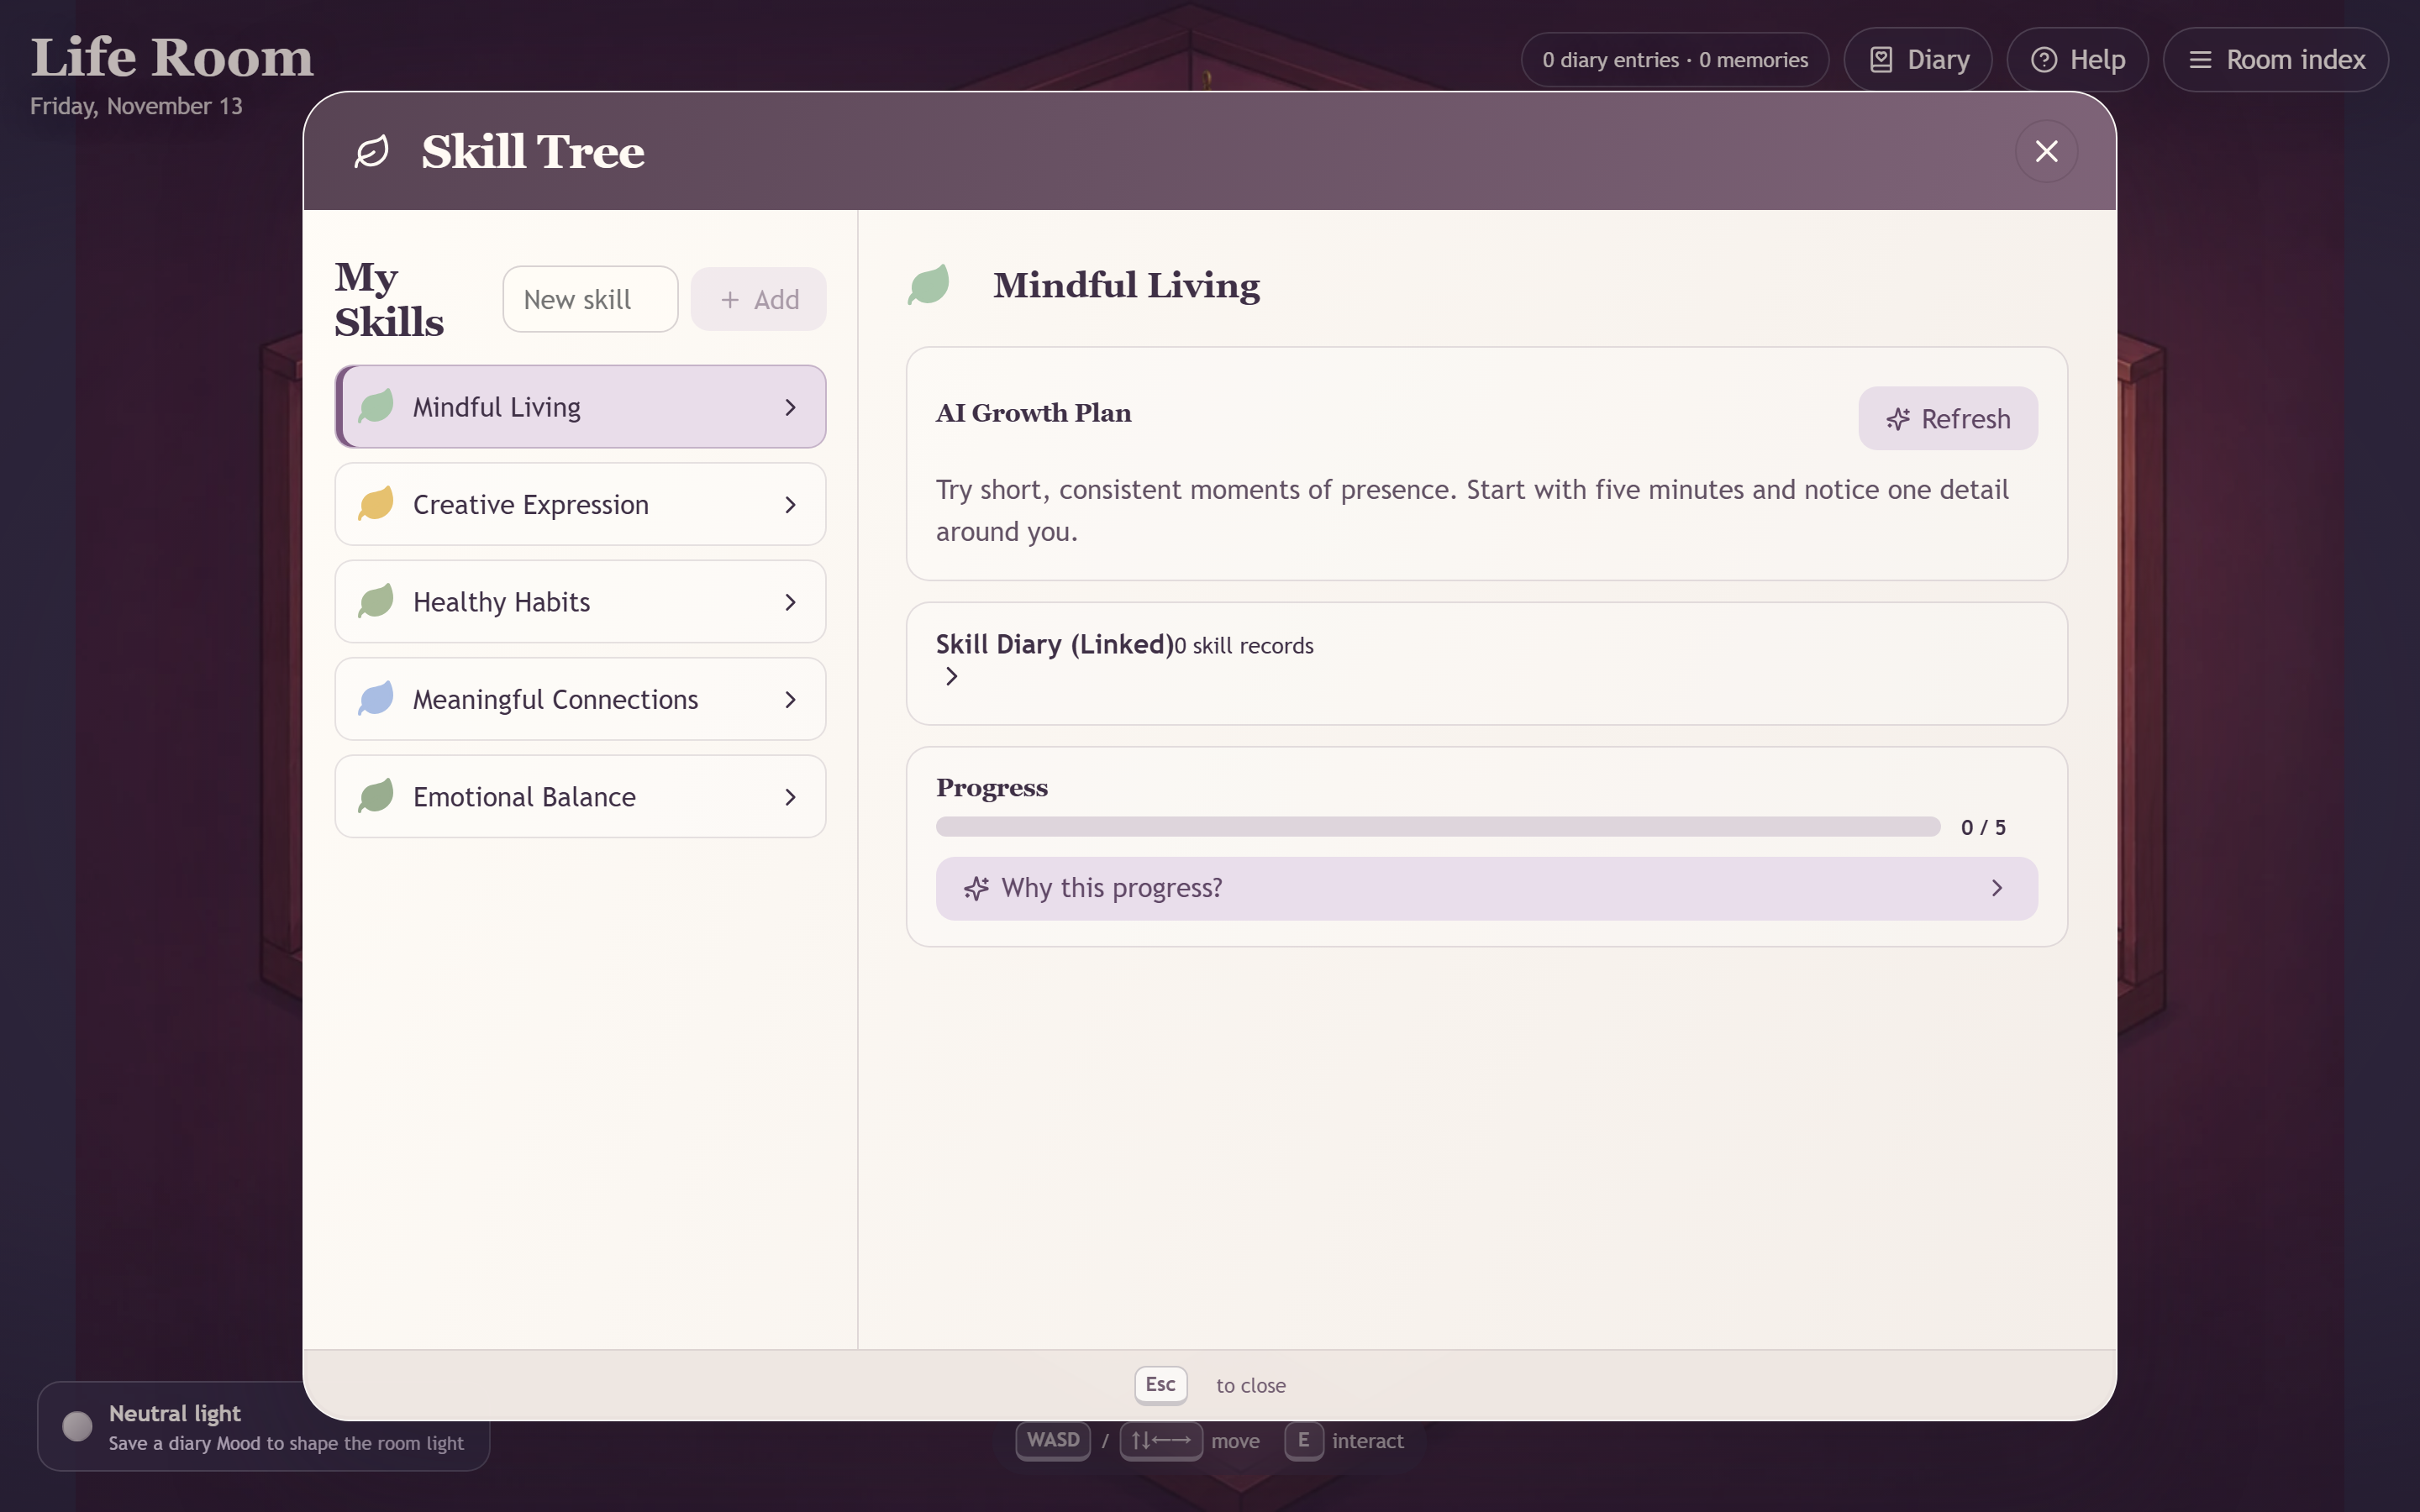 Life Room
Friday, November 13
0 diary entries · 0 memories
Diary
Help
Room index
Skill Tree
My
Skills
New skill
+ Add
Mindful Living
Creative Expression
Healthy Habits
Meaningful Connections
Emotional Balance
Mindful Living
AI Growth Plan
Refresh
Try short, consistent moments of presence. Start with five minutes and notice one detail
around you.
Skill Diary (Linked)0 skill records
Progress
0 / 5
Why this progress?
Esc to close
Neutral light
Save a diary Mood to shape the room light
WASD / ↑↓←→ move E interact